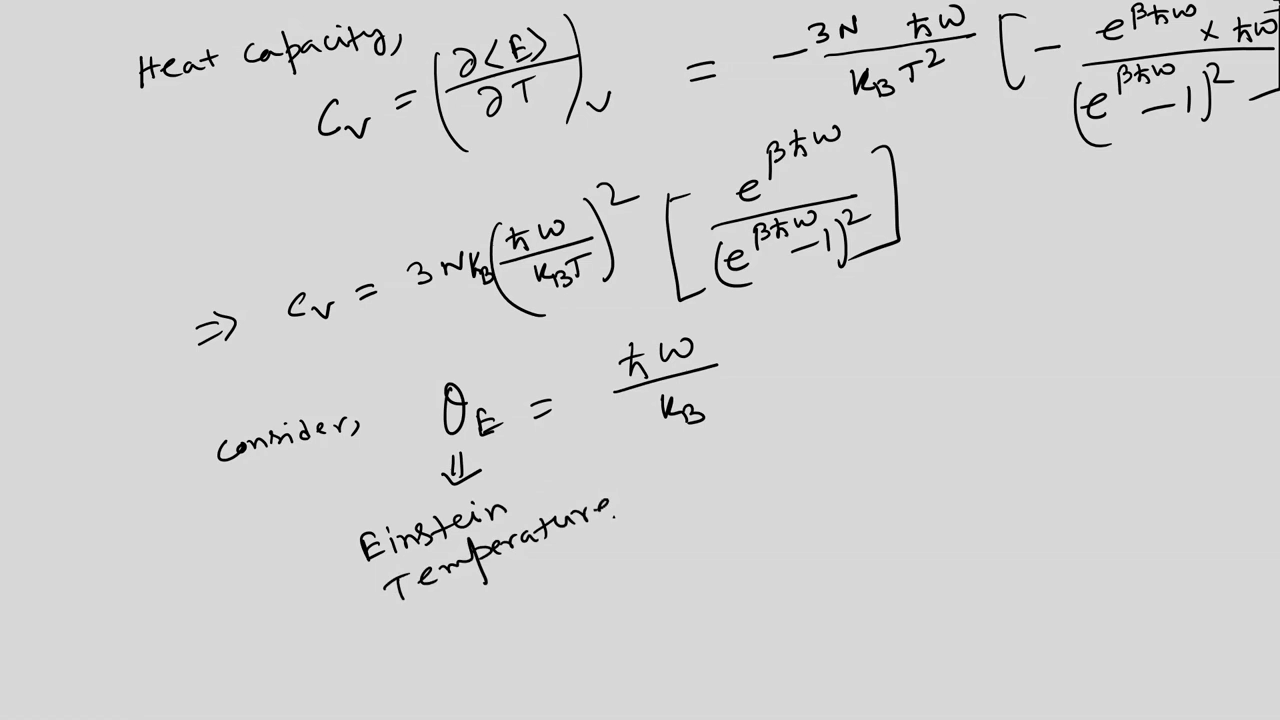 Heat capacity,
C_V = (∂⟨E⟩/∂T)_V = −(3N ħω)/(k_B T²) [ − (e^{βħω} × ħω)/(e^{βħω} − 1)² ]
⇒ C_V = 3Nk_B (ħω/(k_B T))² [ e^{βħω}/(e^{βħω} − 1)² ]
consider, θ_E = ħω/k_B
⇓
Einstein
Temperature.